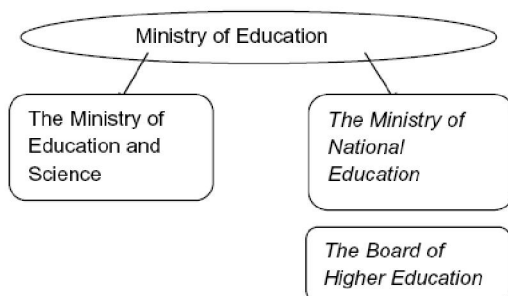 Ministry of Education
The Ministry of
Education and
Science
The Ministry of
National
Education
The Board of
Higher Education